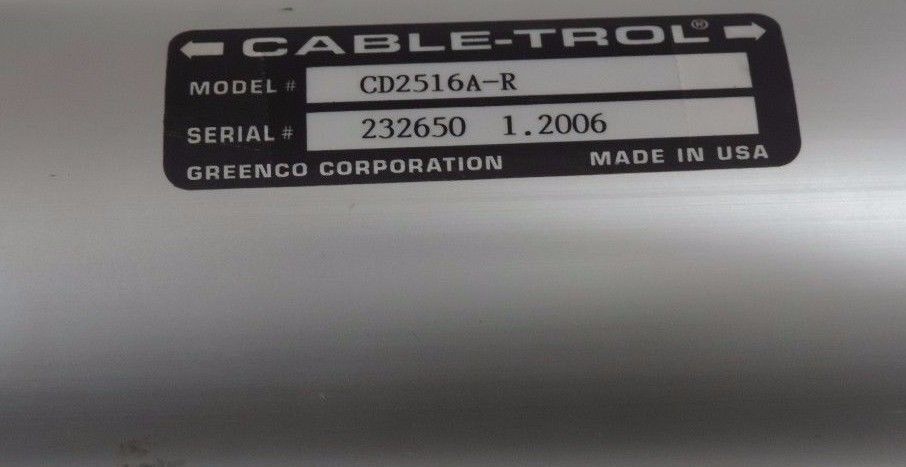 CABLE-TROL®
MODEL # CD2516A-R
SERIAL # 232650 1.2006
GREENCO CORPORATION MADE IN USA